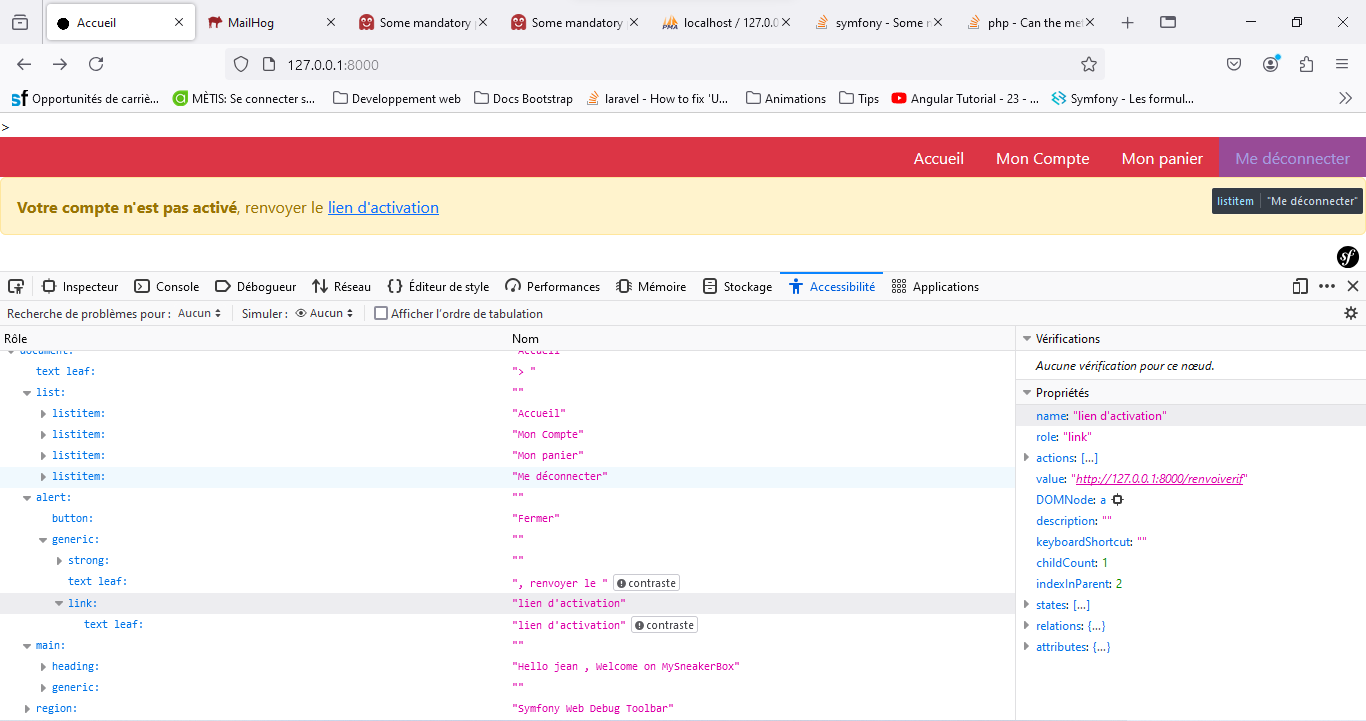 Accueil
MailHog
Some mandatory
Some mandatory
localhost / 127.0.0
symfony - Some n
php - Can the me
127.0.0.1:8000
sf Opportunités de carriè...
MÈTIS: Se connecter s...
Developpement web
Docs Bootstrap
laravel - How to fix 'U...
Animations
Tips
Angular Tutorial - 23 - ...
Symfony - Les formul...
>
Accueil
Mon Compte
Mon panier
Me déconnecter
Votre compte n'est pas activé, renvoyer le lien d'activation
listitem "Me déconnecter"
sf
Inspecteur
Console
Débogueur
Réseau
Éditeur de style
Performances
Mémoire
Stockage
Accessibilité
Applications
Recherche de problèmes pour : Aucun
Simuler : Aucun
Afficher l'ordre de tabulation
Rôle Nom
document: "Accueil"
text leaf: "> "
list: ""
listitem: "Accueil"
listitem: "Mon Compte"
listitem: "Mon panier"
listitem: "Me déconnecter"
alert: ""
button: "Fermer"
generic: ""
strong: ""
text leaf: ", renvoyer le " contraste
link: "lien d'activation"
text leaf: "lien d'activation" contraste
main: ""
heading: "Hello jean , Welcome on MySneakerBox"
generic: ""
region: "Symfony Web Debug Toolbar"
Vérifications
Aucune vérification pour ce nœud.
Propriétés
name: "lien d'activation"
role: "link"
actions: [...]
value: "http://127.0.0.1:8000/renvoiverif"
DOMNode: a
description: ""
keyboardShortcut: ""
childCount: 1
indexInParent: 2
states: [...]
relations: {...}
attributes: {...}